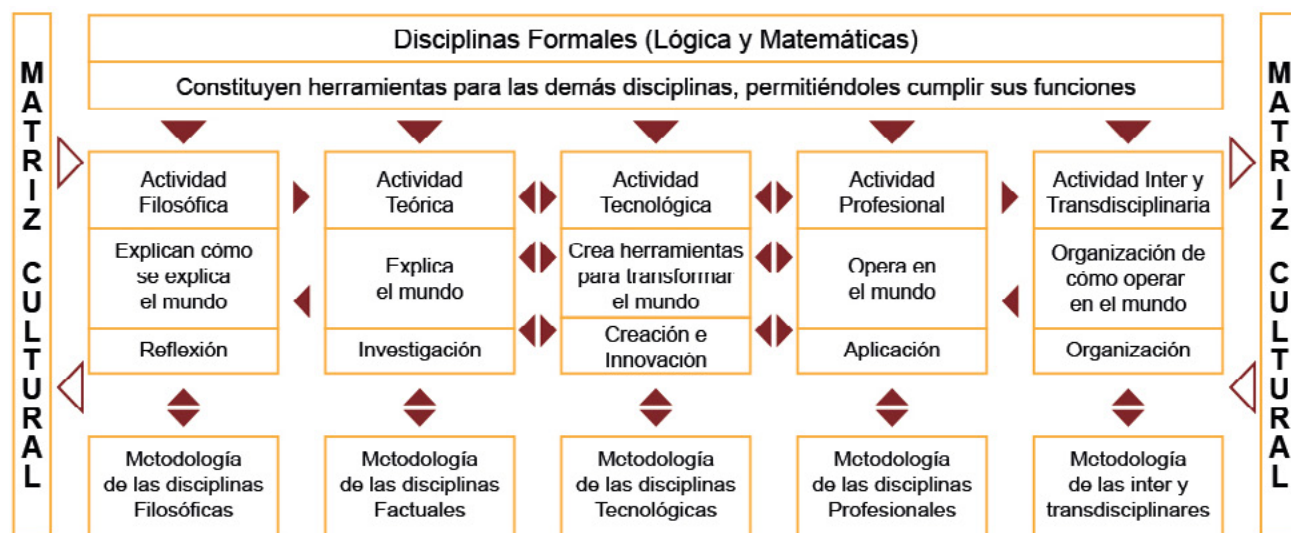 MATRIZ CULTURAL
Disciplinas Formales (Lógica y Matemáticas)
Constituyen herramientas para las demás disciplinas, permitiéndoles cumplir sus funciones
Actividad
Filosófica
Explican cómo
se explica
el mundo
Reflexión
Metodología
de las disciplinas
Filosóficas
Actividad
Teórica
Explica
el mundo
Investigación
Metodología
de las disciplinas
Factuales
Actividad
Tecnológica
Crea herramientas
para transformar
el mundo
Creación e
Innovación
Metodología
de las disciplinas
Tecnológicas
Actividad
Profesional
Opera en
el mundo
Aplicación
Metodología
de las disciplinas
Profesionales
Actividad Inter y
Transdisciplinaria
Organización de
cómo operar
en el mundo
Organización
Metodología
de las inter y
transdisciplinares
MATRIZ CULTURAL